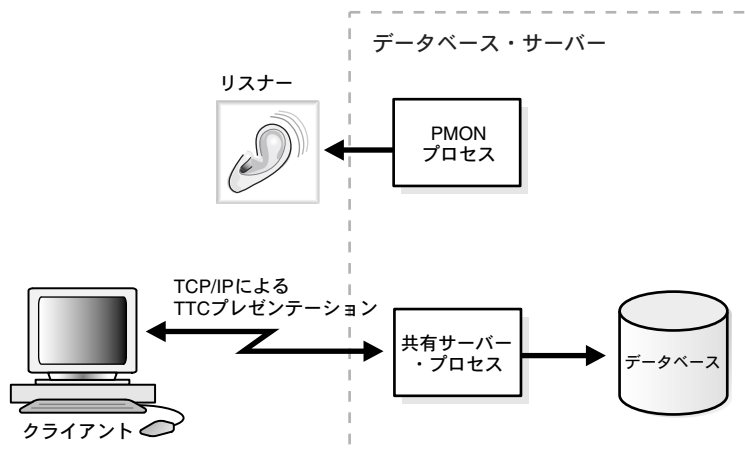 データベース・サーバー
リスナー
PMON
プロセス
TCP/IPによる
TTCプレゼンテーション
共有サーバー
・プロセス
データベース
クライアント